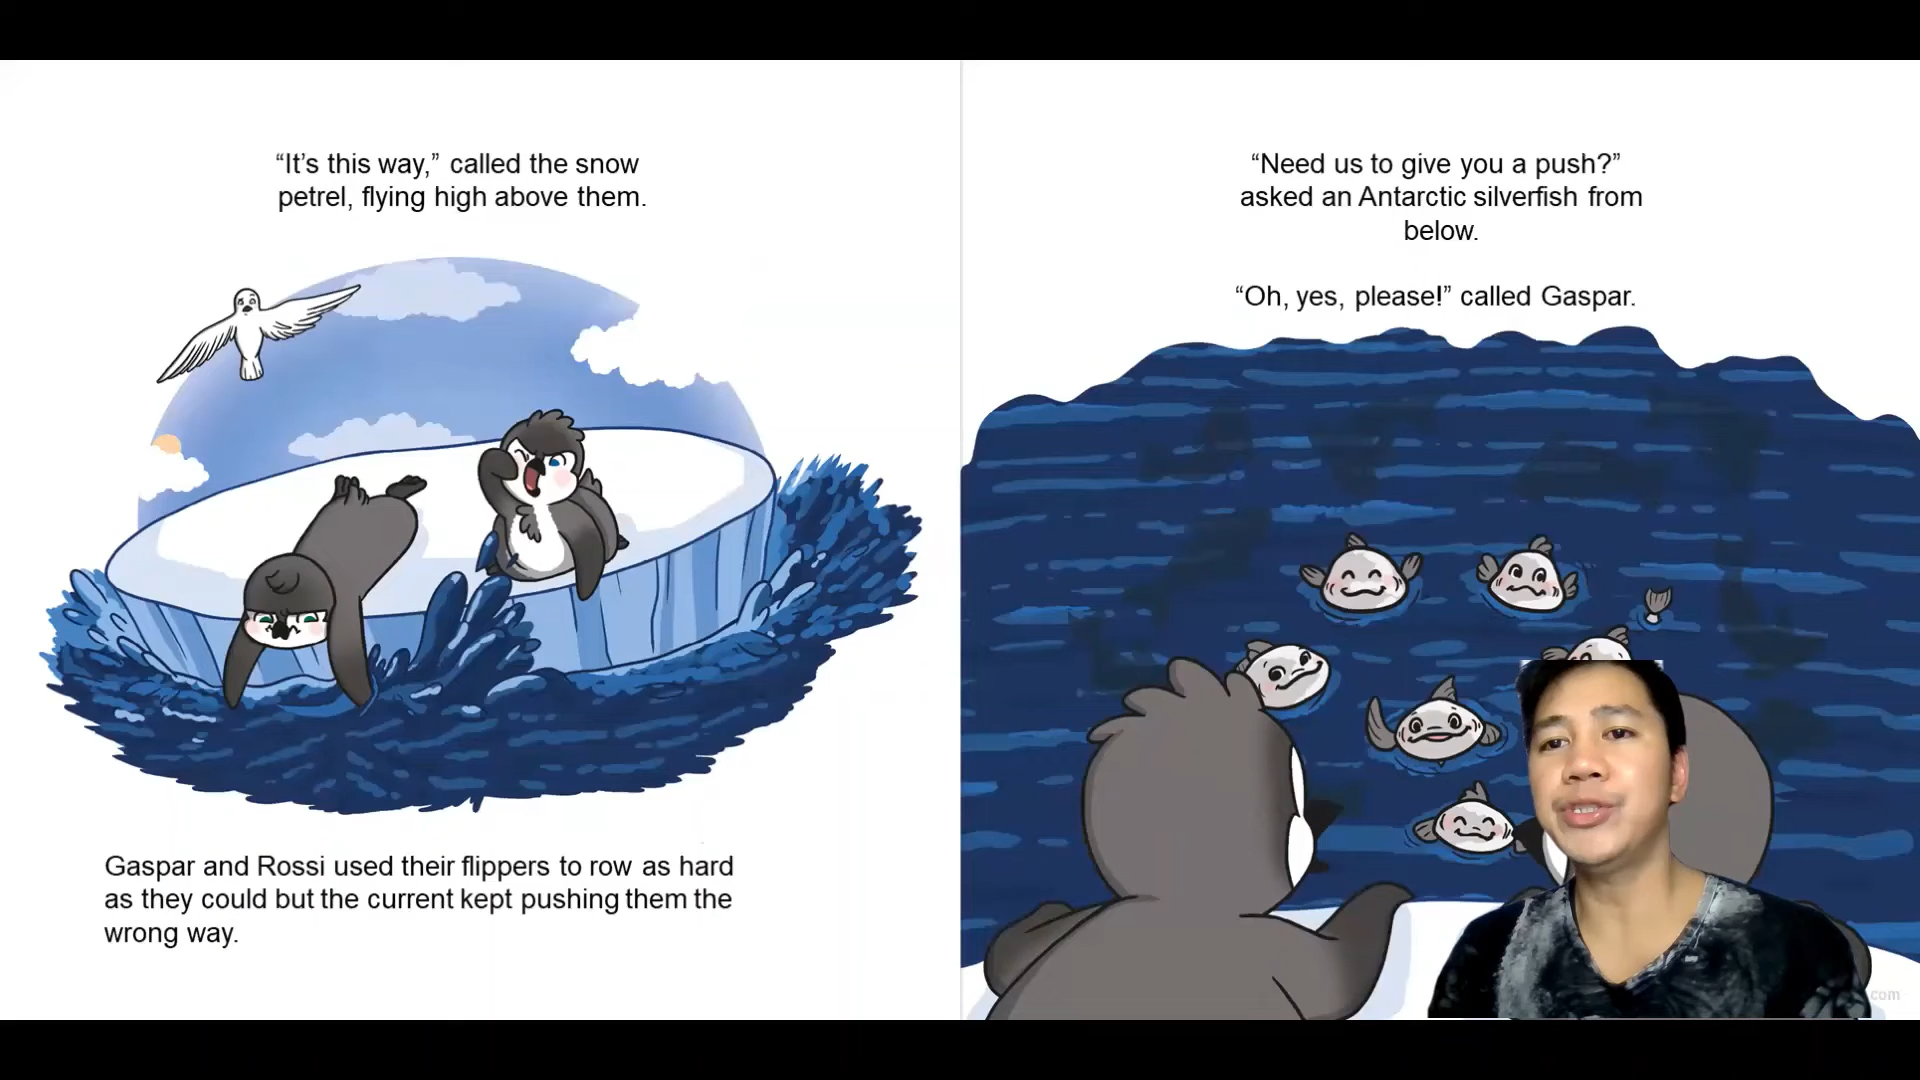 “It’s this way,” called the snow
petrel, flying high above them.
Gaspar and Rossi used their flippers to row as hard
as they could but the current kept pushing them the
wrong way.
“Need us to give you a push?”
asked an Antarctic silverfish from
below.
“Oh, yes, please!” called Gaspar.
com